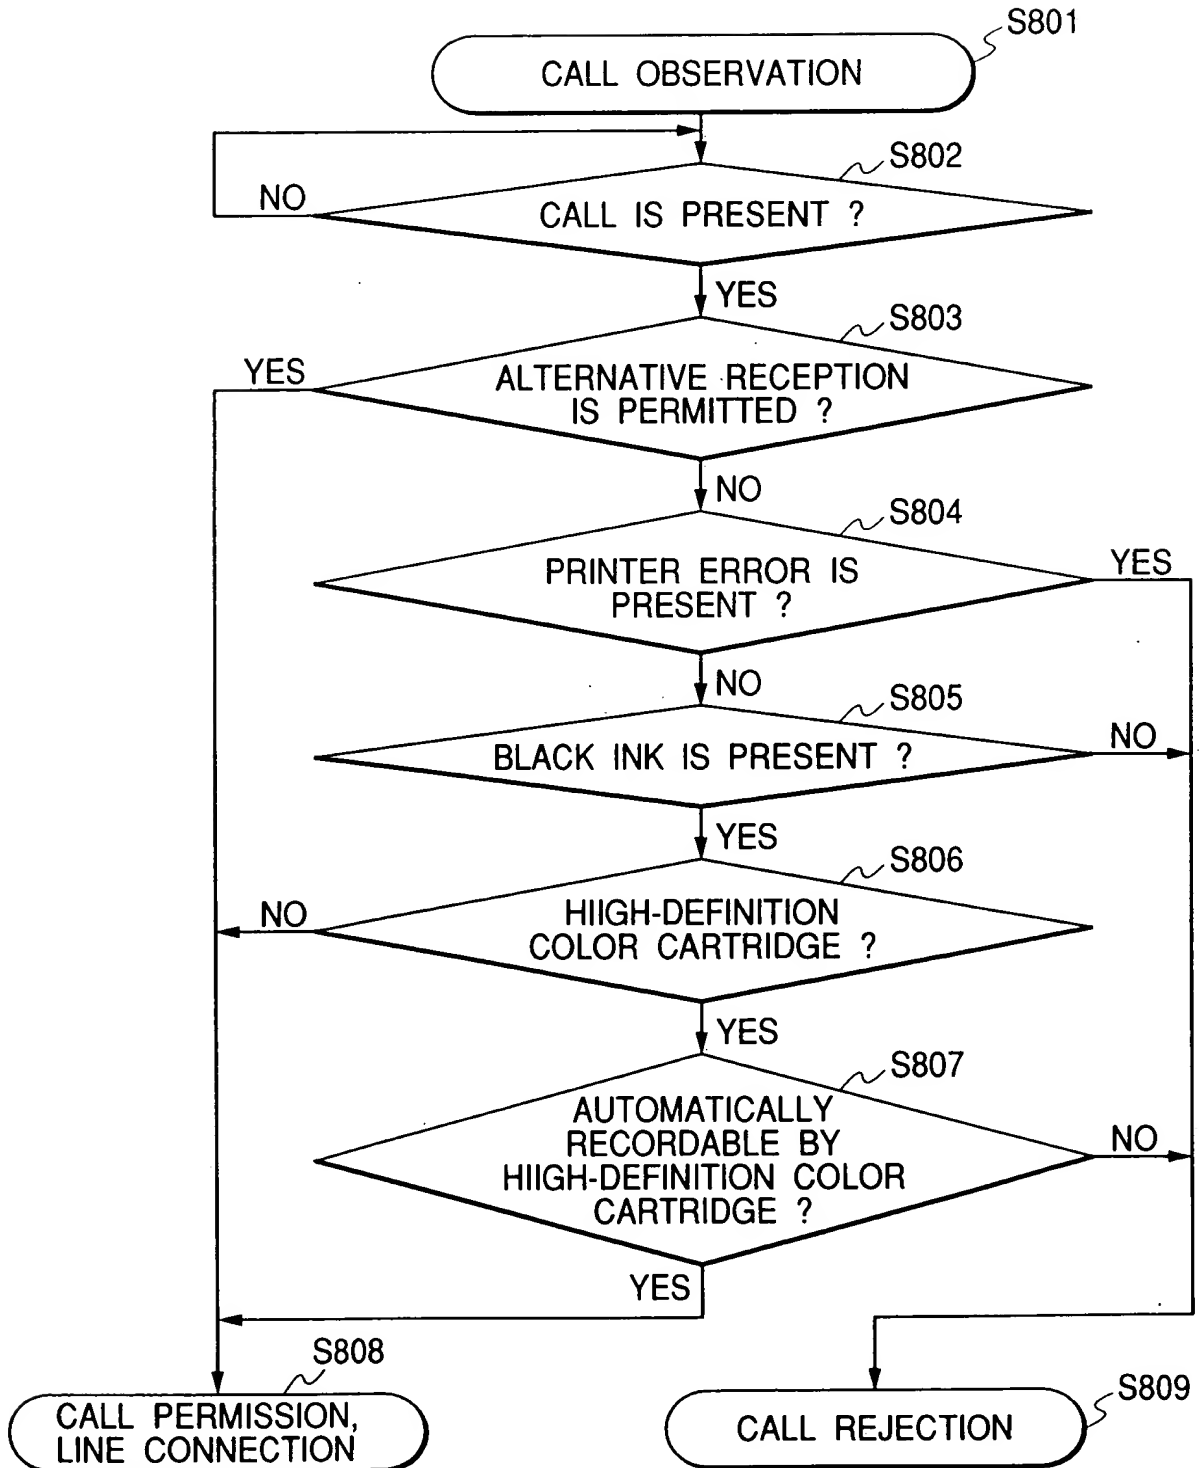 S801
CALL OBSERVATION
S802
NO
CALL IS PRESENT ?
YES
S803
YES
ALTERNATIVE RECEPTION
IS PERMITTED ?
NO
S804
PRINTER ERROR IS
PRESENT ?
YES
NO
S805
BLACK INK IS PRESENT ?
NO
YES
S806
NO
HIIGH-DEFINITION
COLOR CARTRIDGE ?
YES
S807
AUTOMATICALLY
RECORDABLE BY
HIIGH-DEFINITION COLOR
CARTRIDGE ?
NO
YES
S808
CALL PERMISSION,
LINE CONNECTION
S809
CALL REJECTION